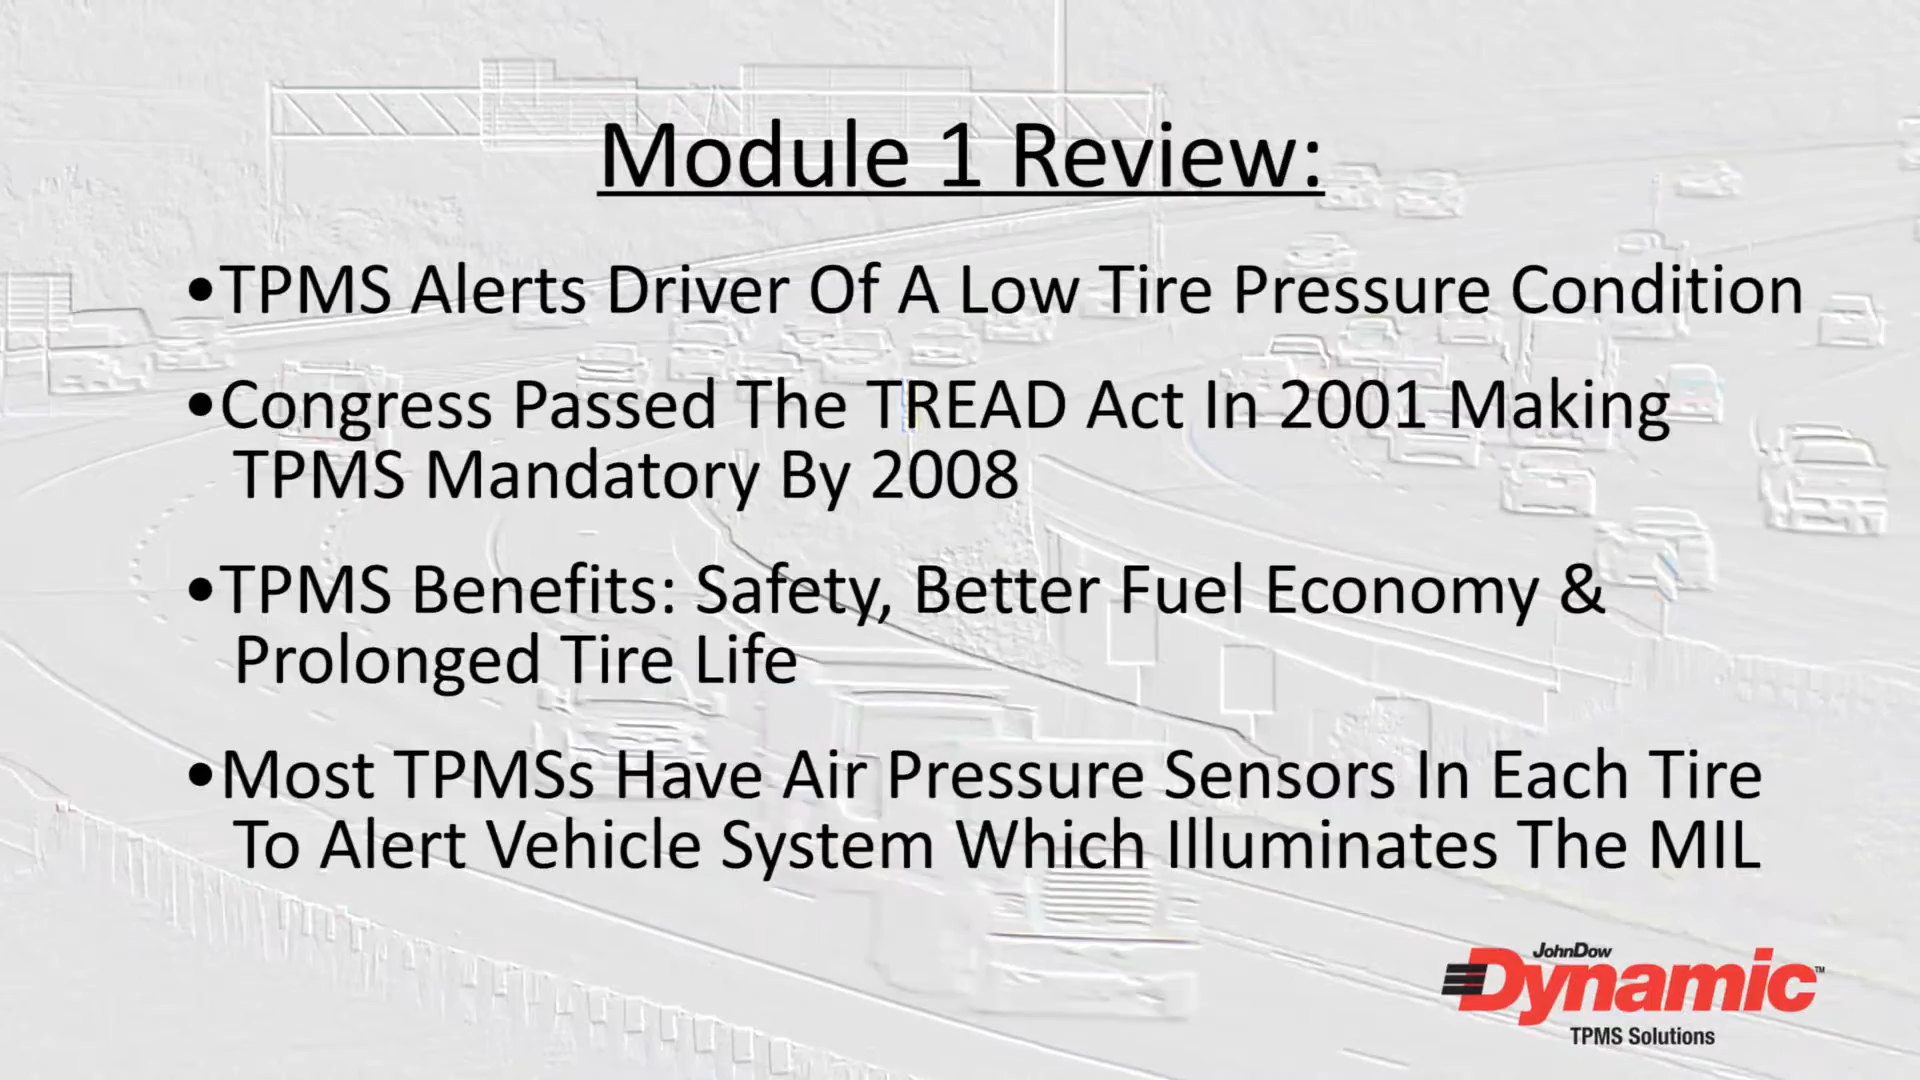 Module 1 Review:
•TPMS Alerts Driver Of A Low Tire Pressure Condition
•Congress Passed The TREAD Act In 2001 Making
TPMS Mandatory By 2008
•TPMS Benefits: Safety, Better Fuel Economy &
Prolonged Tire Life
•Most TPMSs Have Air Pressure Sensors In Each Tire
To Alert Vehicle System Which Illuminates The MIL
JohnDow
Dynamic™
TPMS Solutions